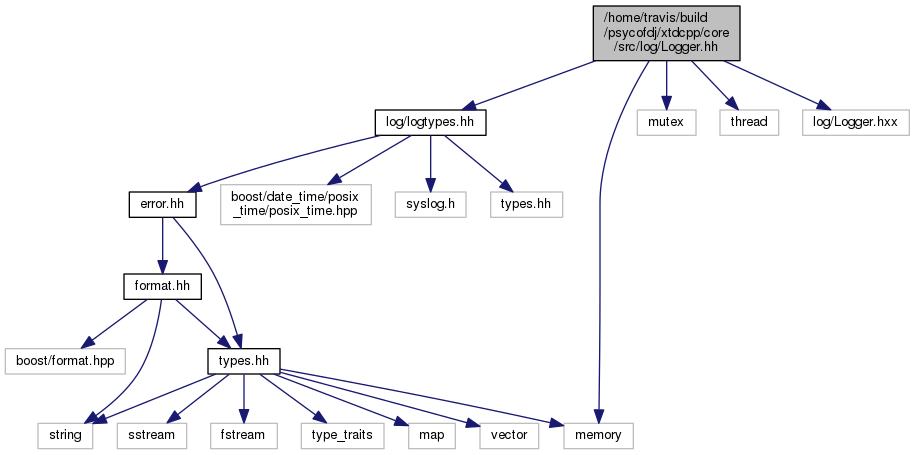 /home/travis/build
/psycofdj/xtdcpp/core
/src/log/Logger.hh
log/logtypes.hh
mutex
thread
log/Logger.hxx
error.hh
boost/date_time/posix
_time/posix_time.hpp
syslog.h
types.hh
format.hh
boost/format.hpp
types.hh
string
sstream
fstream
type_traits
map
vector
memory